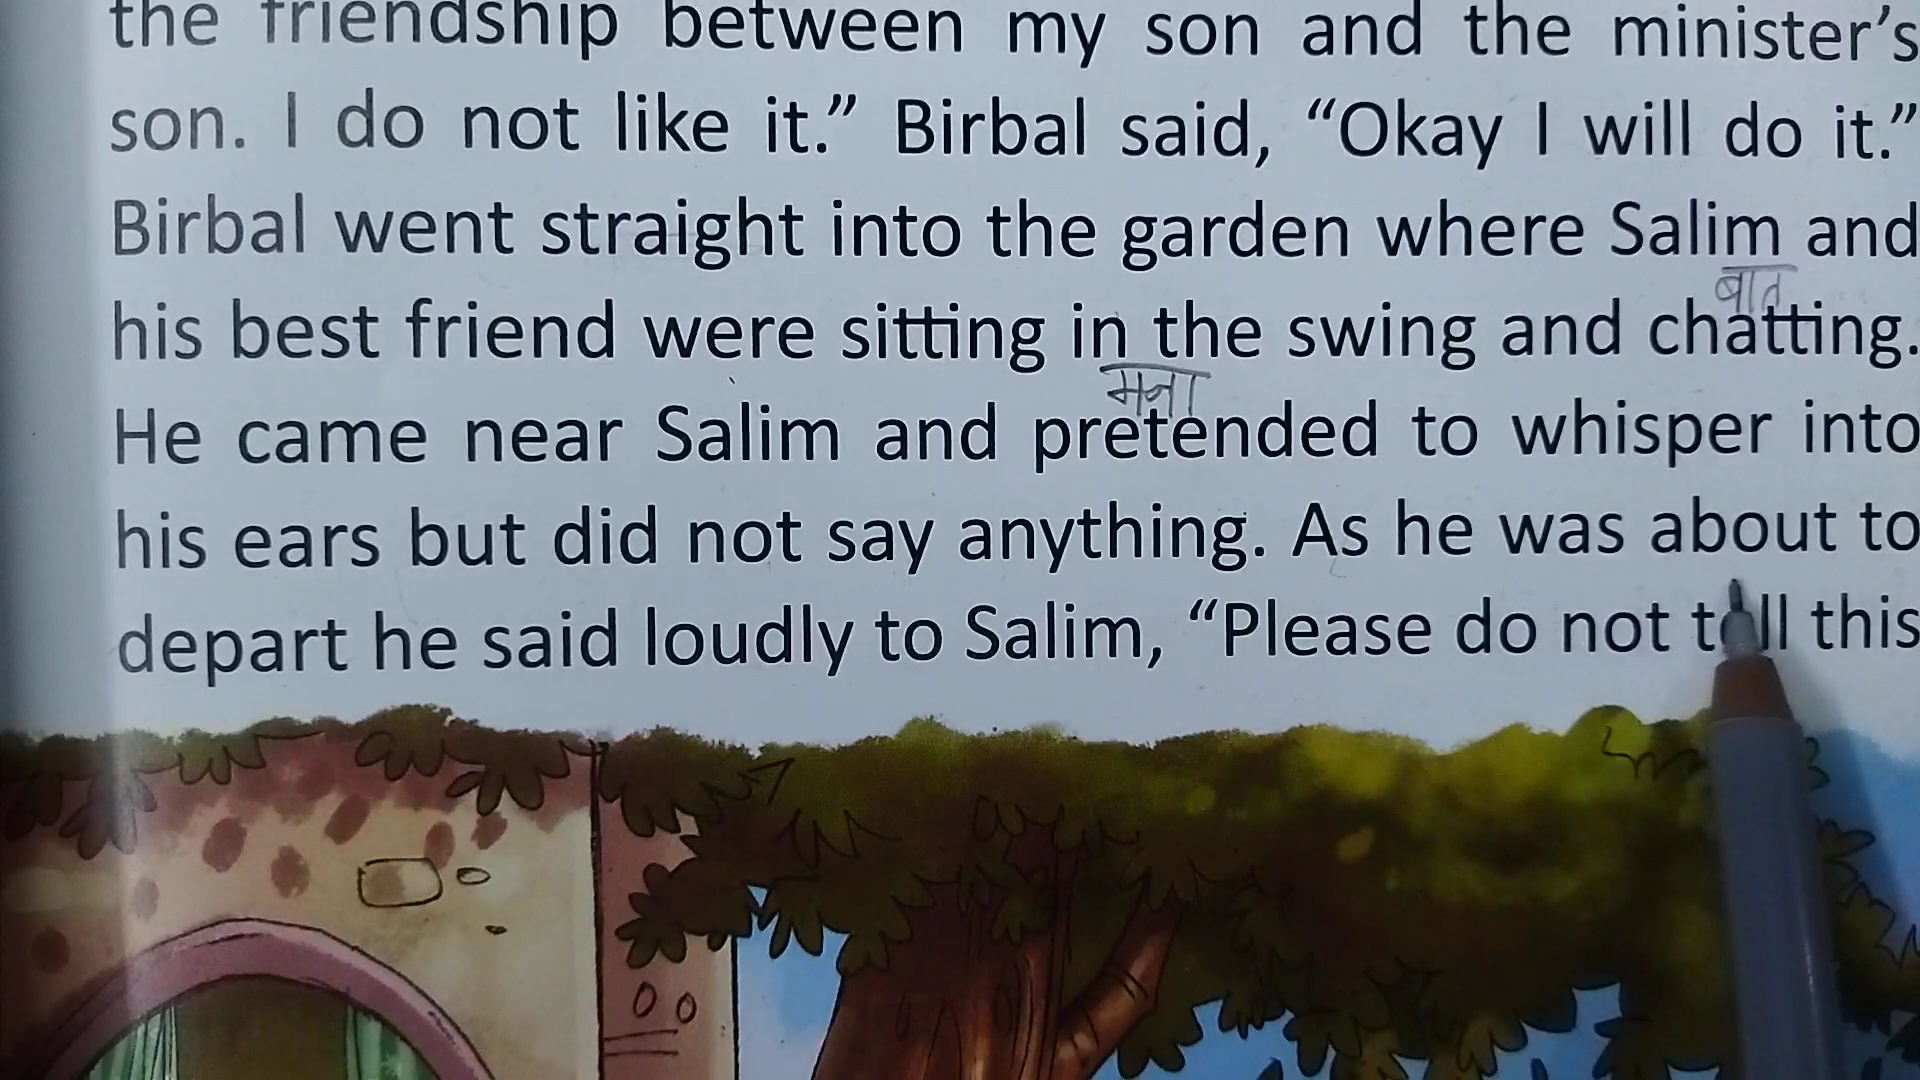 the friendship between my son and the minister’s
son. I do not like it.” Birbal said, “Okay I will do it.”
Birbal went straight into the garden where Salim and
बात
his best friend were sitting in the swing and chatting.
मना
He came near Salim and pretended to whisper into
his ears but did not say anything. As he was about to
depart he said loudly to Salim, “Please do not tell this